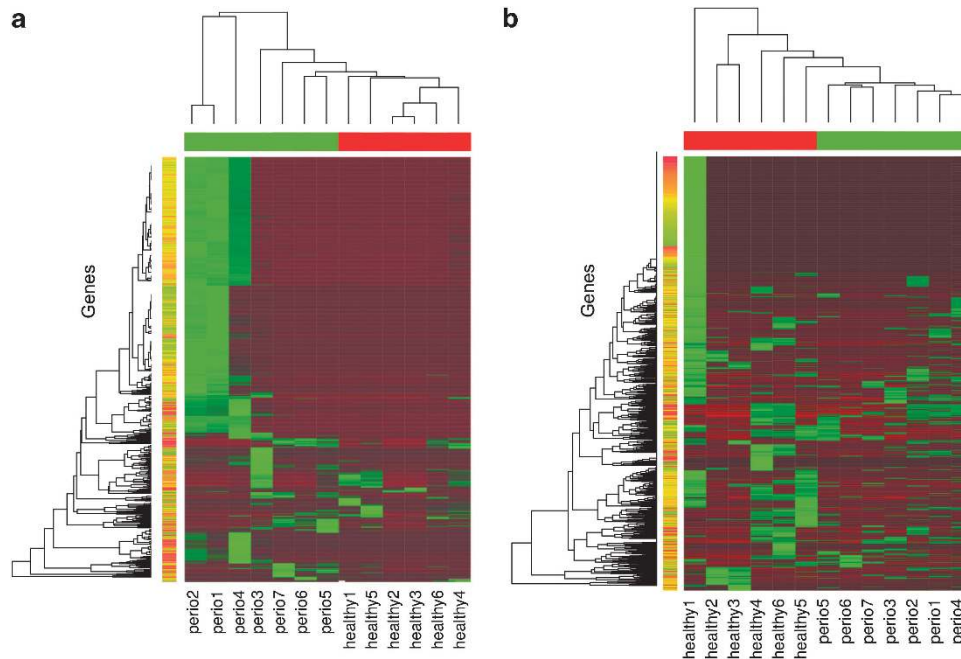 a
Genes
perio2
perio1
perio4
perio3
perio7
perio6
perio5
healthy1
healthy5
healthy2
healthy3
healthy6
healthy4
b
Genes
healthy1
healthy2
healthy3
healthy4
healthy6
healthy5
perio5
perio6
perio7
perio3
perio2
perio1
perio4